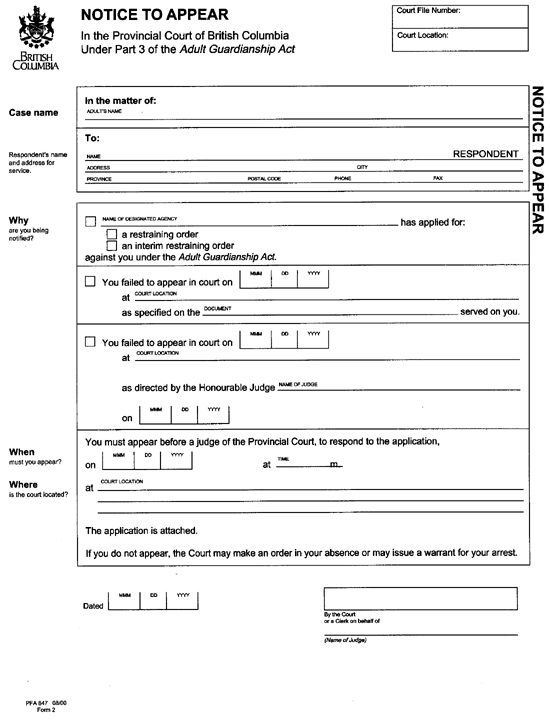 NOTICE TO APPEAR
In the Provincial Court of British Columbia
Under Part 3 of the Adult Guardianship Act
BRITISH
COLUMBIA
Court File Number:
Court Location:
NOTICE TO APPEAR
Case name
In the matter of:
ADULT'S NAME
Respondent's name
and address for
service.
To:
NAME
RESPONDENT
ADDRESS CITY
PROVINCE POSTAL CODE PHONE FAX
Why
are you being
notified?
NAME OF DESIGNATED AGENCY has applied for:
a restraining order
an interim restraining order
against you under the Adult Guardianship Act.
You failed to appear in court on MMM DD YYYY
at COURT LOCATION
as specified on the DOCUMENT served on you.
You failed to appear in court on MMM DD YYYY
at COURT LOCATION
as directed by the Honourable Judge NAME OF JUDGE
on MMM DD YYYY
When
must you appear?
You must appear before a judge of the Provincial Court, to respond to the application,
on MMM DD YYYY at TIME m.
Where
is the court located?
at COURT LOCATION
The application is attached.
If you do not appear, the Court may make an order in your absence or may issue a warrant for your arrest.
Dated MMM DD YYYY
By the Court
or a Clerk on behalf of
(Name of Judge)
PFA 847 08/00
Form 2